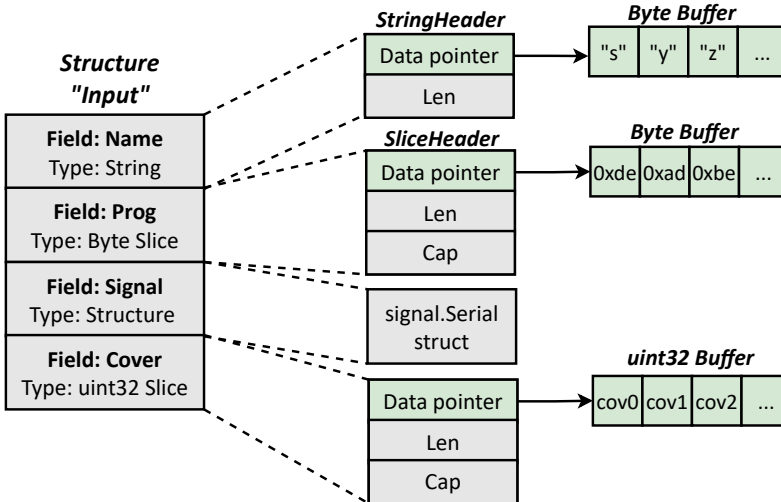 Structure
"Input"
Field: Name
Type: String
Field: Prog
Type: Byte Slice
Field: Signal
Type: Structure
Field: Cover
Type: uint32 Slice
StringHeader
Data pointer
Len
SliceHeader
Data pointer
Len
Cap
signal.Serial
struct
Data pointer
Len
Cap
Byte Buffer
"s" "y" "z" ...
Byte Buffer
0xde 0xad 0xbe ...
uint32 Buffer
cov0 cov1 cov2 ...